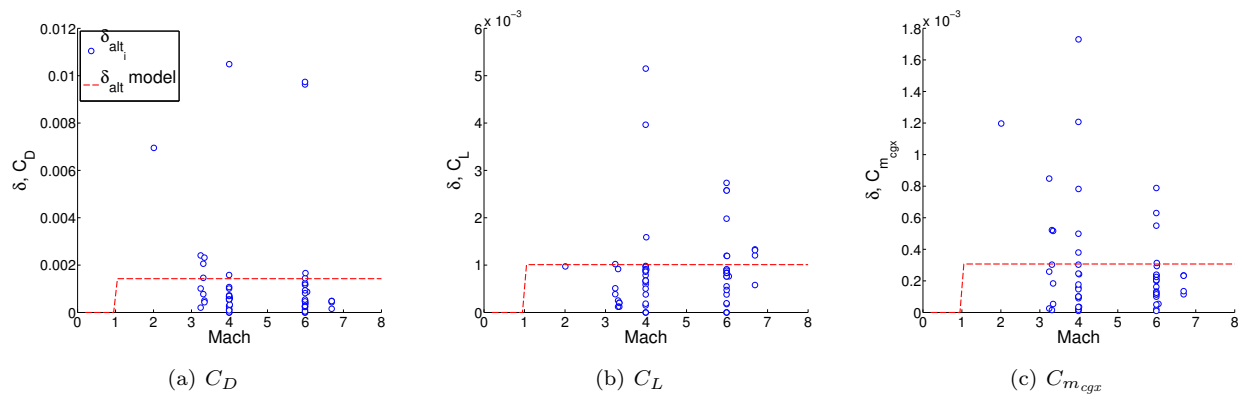 0.012
0.01
0.008
0.006
0.004
0.002
0
δ, C_D
0 1 2 3 4 5 6 7 8
Mach
δ_alt_i
δ_alt model
(a) C_D
x 10^-3
6
5
4
3
2
1
0
δ, C_L
0 1 2 3 4 5 6 7 8
Mach
(b) C_L
x 10^-3
1.8
1.6
1.4
1.2
1
0.8
0.6
0.4
0.2
0
δ, C_m_cgx
0 1 2 3 4 5 6 7 8
Mach
(c) C_m_cgx